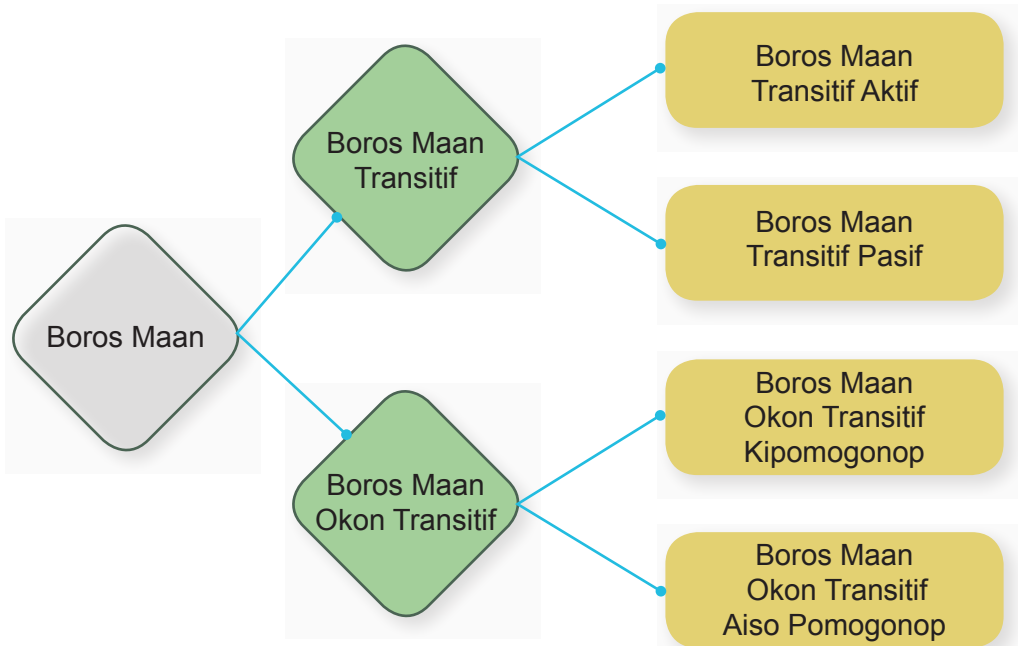 Boros Maan
Boros Maan
Transitif
Boros Maan
Okon Transitif
Boros Maan
Transitif Aktif
Boros Maan
Transitif Pasif
Boros Maan
Okon Transitif
Kipomogonop
Boros Maan
Okon Transitif
Aiso Pomogonop